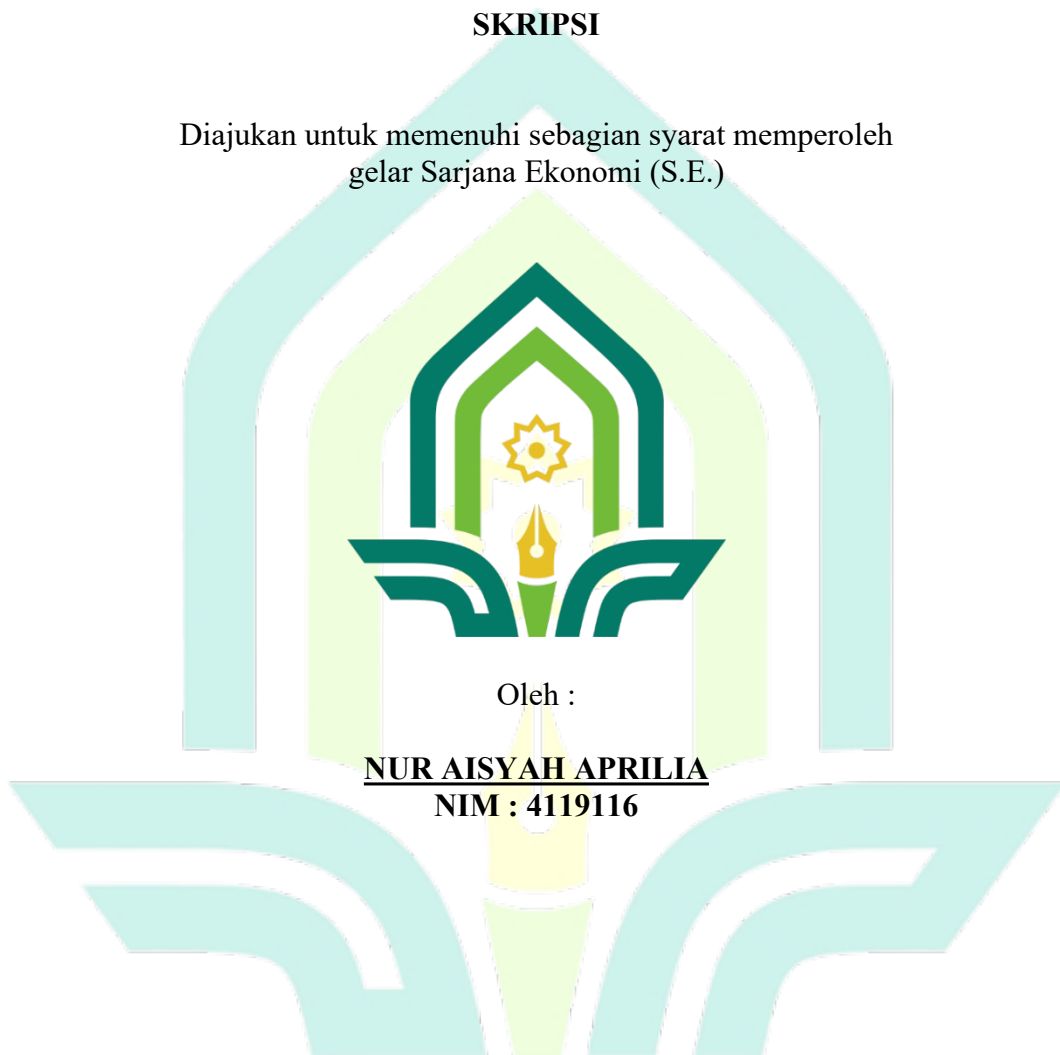 SKRIPSI
Diajukan untuk memenuhi sebagian syarat memperoleh
gelar Sarjana Ekonomi (S.E.)
Oleh :
NUR AISYAH APRILIA
NIM : 4119116